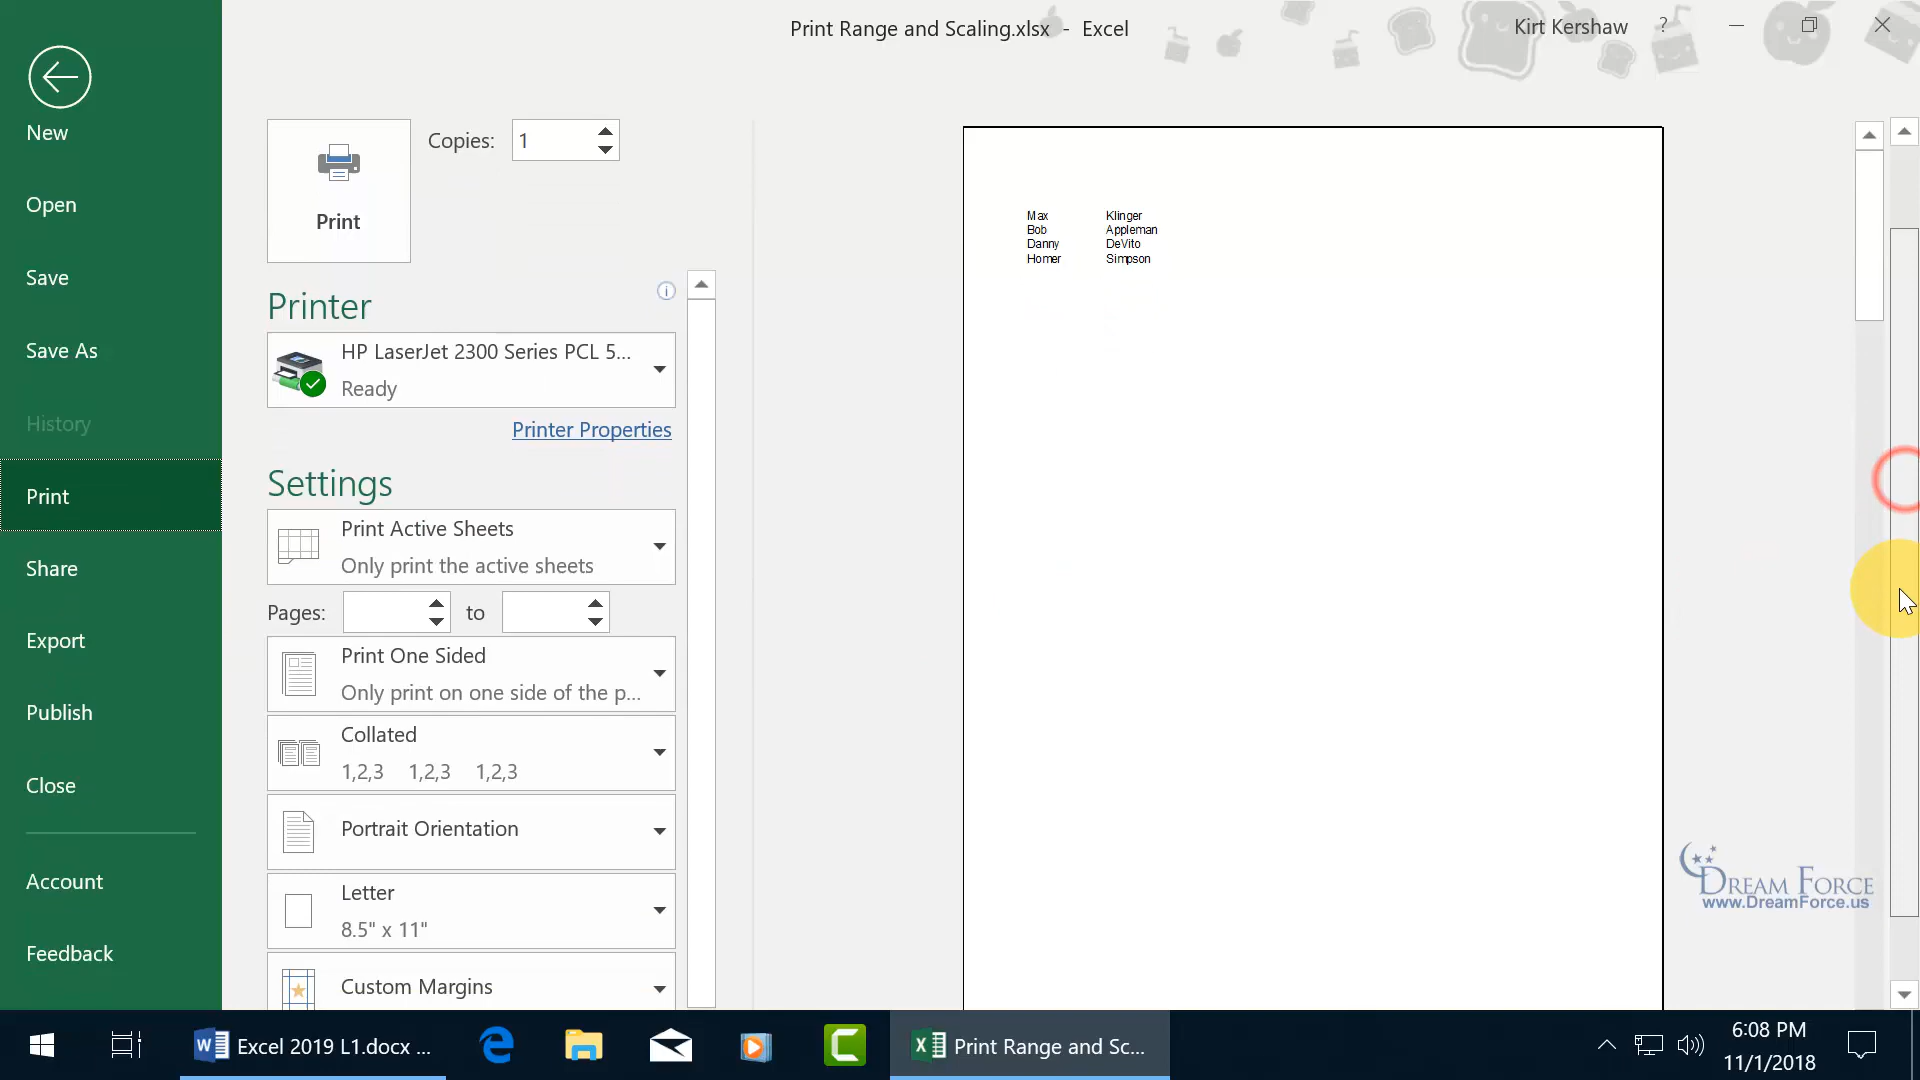 Print Range and Scaling.xlsx - Excel
Kirt Kershaw
?
New
Open
Save
Save As
History
Print
Share
Export
Publish
Close
Account
Feedback
Print
Copies: 1
Printer
HP LaserJet 2300 Series PCL 5...
Ready
Printer Properties
Settings
Print Active Sheets
Only print the active sheets
Pages: to
Print One Sided
Only print on one side of the p...
Collated
1,2,3 1,2,3 1,2,3
Portrait Orientation
Letter
8.5" x 11"
Custom Margins
Max Klinger
Bob Appleman
Danny DeVito
Homer Simpson
DREAM FORCE
www.DreamForce.us
Excel 2019 L1.docx ...
Print Range and Sc...
6:08 PM
11/1/2018